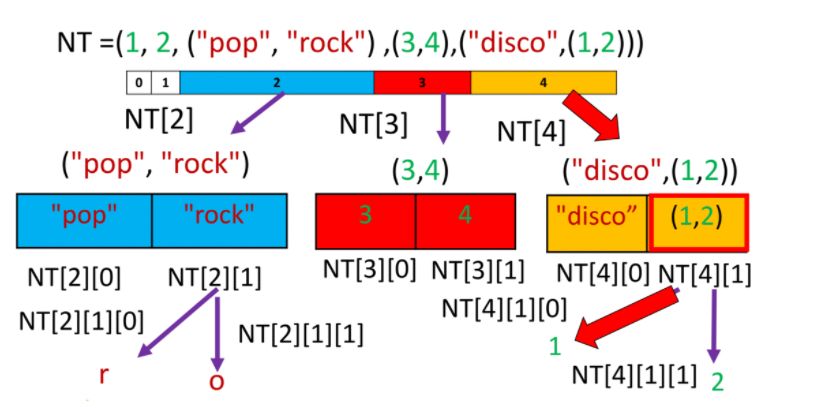 NT =(1, 2, ("pop", "rock") ,(3,4),("disco",(1,2)))
0 1 2 3 4
NT[2] NT[3] NT[4]
("pop", "rock") (3,4) ("disco",(1,2))
"pop" "rock" 3 4 "disco” (1,2)
NT[2][0] NT[2][1] NT[3][0] NT[3][1] NT[4][0] NT[4][1]
NT[2][1][0] NT[2][1][1] NT[4][1][0]
1
r o NT[4][1][1] 2